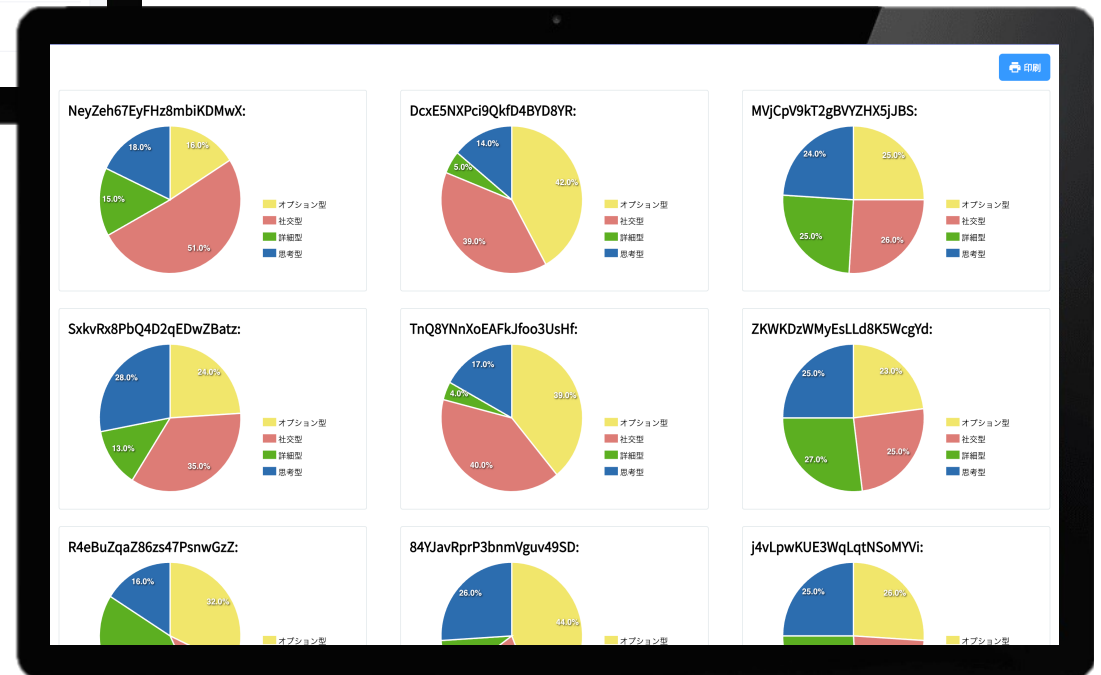 印刷
NeyZeh67EyFHz8mbiKDMwX:
18.0%
16.0%
15.0%
51.0%
オプション型
社交型
詳細型
思考型
DcxE5NXPci9QkfD4BYD8YR:
14.0%
5.0%
42.0%
39.0%
オプション型
社交型
詳細型
思考型
MVjCpV9kT2gBVYZHX5jJBS:
24.0%
25.0%
25.0%
26.0%
オプション型
社交型
詳細型
思考型
SxkvRx8PbQ4D2qEDwZBatz:
28.0%
24.0%
13.0%
35.0%
オプション型
社交型
詳細型
思考型
TnQ8YNnXoEAFkJfoo3UsHf:
17.0%
4.0%
39.0%
40.0%
オプション型
社交型
詳細型
思考型
ZKWKDzWMyEsLLd8K5WcgYd:
25.0%
23.0%
27.0%
25.0%
オプション型
社交型
詳細型
思考型
R4eBuZqaZ86zs47PsnwGzZ:
16.0%
32.0%
オプション型
84YJavRprP3bnmVguv49SD:
26.0%
44.0%
オプション型
j4vLpwKUE3WqLqtNSoMYVi:
25.0%
26.0%
オプション型